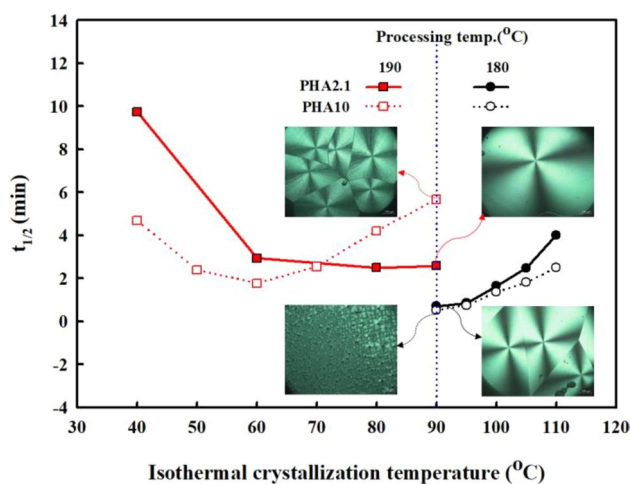 14
12
10
8
6
4
2
0
-2
-4
t1/2 (min)
Processing temp.(°C)
190 180
PHA2.1
PHA10
30 40 50 60 70 80 90 100 110 120
Isothermal crystallization temperature (°C)